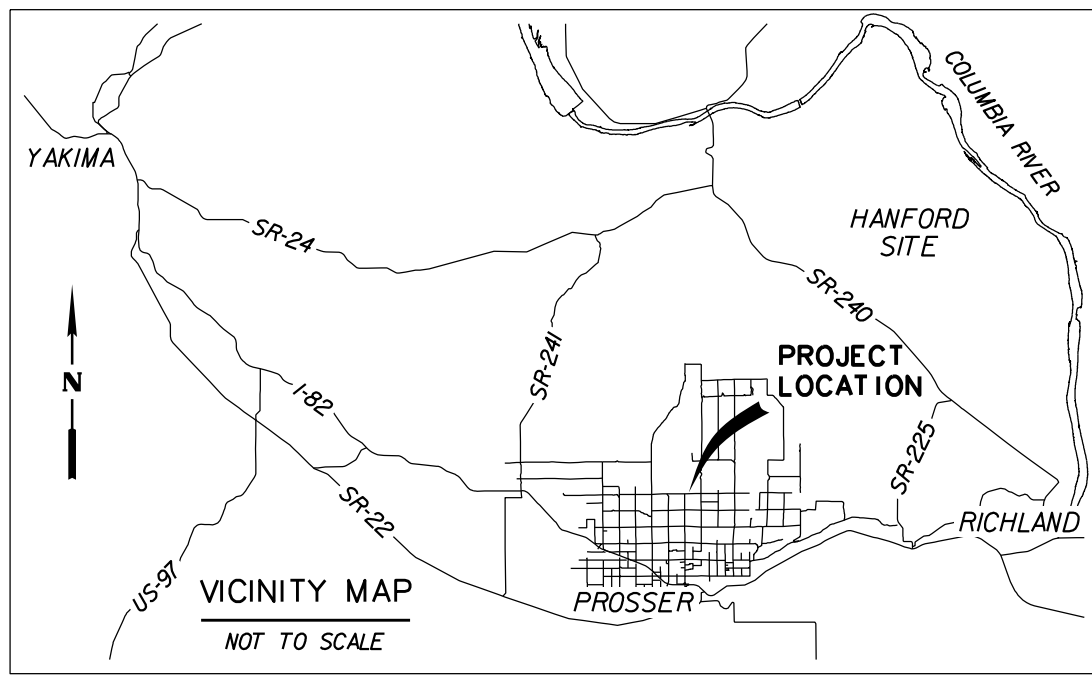 COLUMBIA RIVER
YAKIMA
HANFORD
SITE
SR-24
SR-240
SR-241
PROJECT
LOCATION
N
I-82
SR-225
SR-22
RICHLAND
US-97
VICINITY MAP
PROSSER
NOT TO SCALE